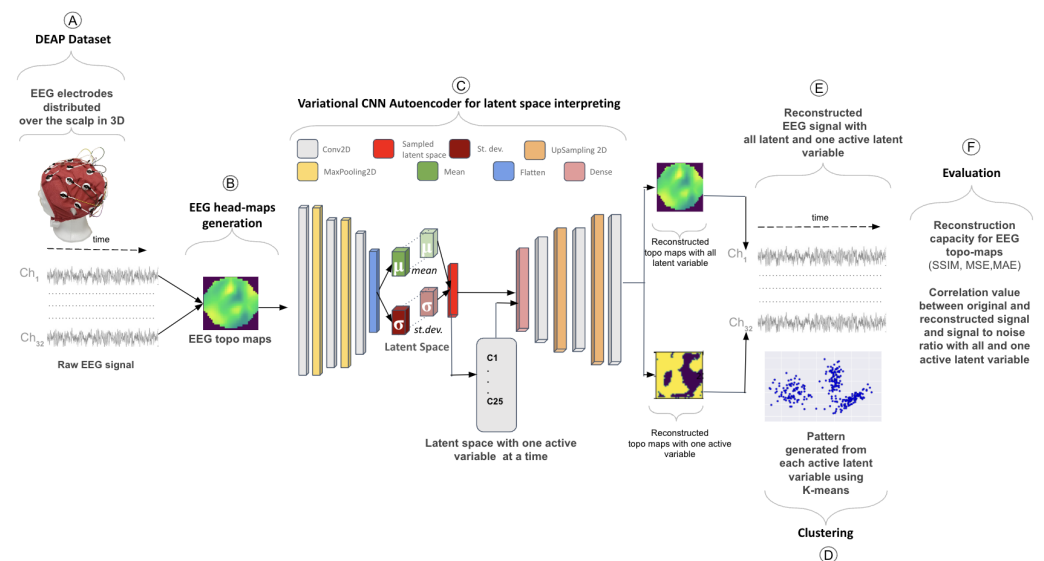 A
DEAP Dataset
EEG electrodes
distributed
over the scalp in 3D
time
Ch1
Ch32
Raw EEG signal
B
EEG head-maps
generation
EEG topo maps
C
Variational CNN Autoencoder for latent space interpreting
Conv2D
Sampled
latent space
St. dev.
UpSampling 2D
MaxPooling2D
Mean
Flatten
Dense
μ
μ
mean
σ
σ
st.dev.
Latent Space
C1
.
.
.
C25
Latent space with one active
variable at a time
Reconstructed
topo maps with all
latent variable
Reconstructed
topo maps with one active
variable
E
Reconstructed
EEG signal with
all latent and one active latent
variable
time
Ch1
Ch32
Pattern
generated from
each active latent
variable using
K-means
Clustering
D
F
Evaluation
Reconstruction
capacity for EEG
topo-maps
(SSIM, MSE,MAE)
Correlation value
between original and
reconstructed signal
and signal to noise
ratio with all and one
active latent variable